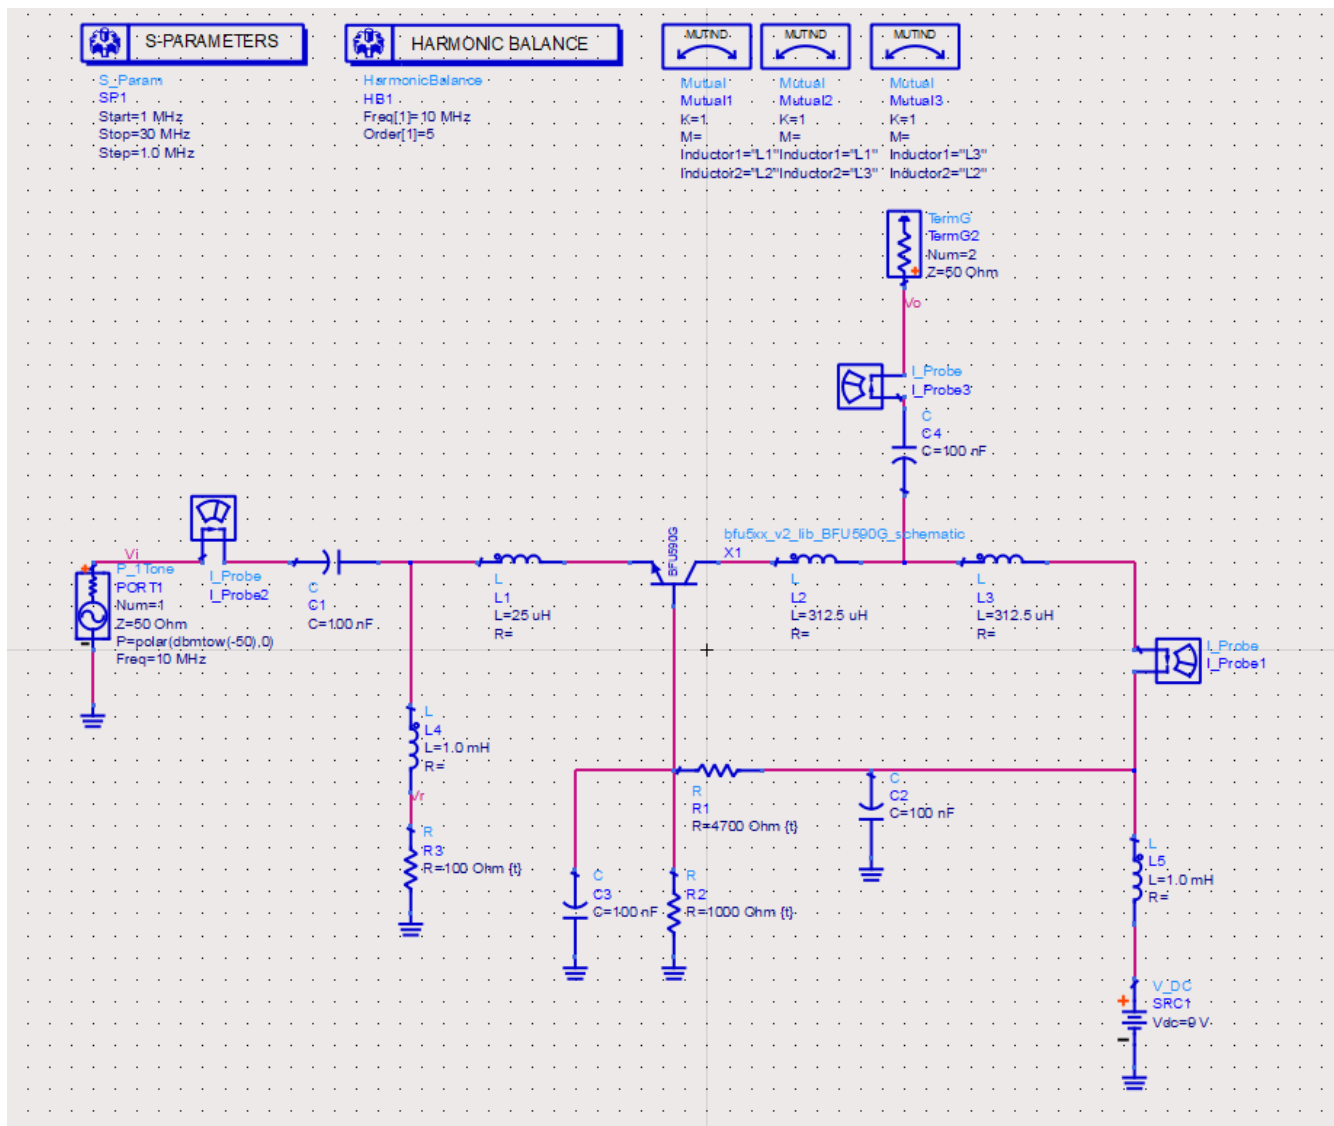 S-PARAMETERS
S_Param
SP1
Start=1 MHz
Stop=30 MHz
Step=1.0 MHz
HARMONIC BALANCE
HarmonicBalance
HB1
Freq[1]=10 MHz
Order[1]=5
MUTIND
Mutual
Mutual1
K=1
M=
Inductor1="L1"
Inductor2="L2"
MUTIND
Mutual
Mutual2
K=1
M=
Inductor1="L1"
Inductor2="L3"
MUTIND
Mutual
Mutual3
K=1
M=
Inductor1="L3"
Inductor2="L2"
TermG
TermG2
Num=2
Z=50 Ohm
Vo
I_Probe
I_Probe3
C
C4
C=100 nF
Vi
P_1Tone
PORT1
Num=1
Z=50 Ohm
P=polar(dbmtow(-50),0)
Freq=10 MHz
I_Probe
I_Probe2
C
C1
C=100 nF
L
L1
L=25 uH
R=
BFU590G
bfu5xx_v2_lib_BFU590G_schematic
X1
L
L2
L=312.5 uH
R=
L
L3
L=312.5 uH
R=
I_Probe
I_Probe1
L
L4
L=1.0 mH
R=
Vr
R
R3
R=100 Ohm {t}
R
R1
R=4700 Ohm {t}
C
C2
C=100 nF
C
C3
C=100 nF
R
R2
R=1000 Ohm {t}
L
L5
L=1.0 mH
R=
V_DC
SRC1
Vdc=9 V